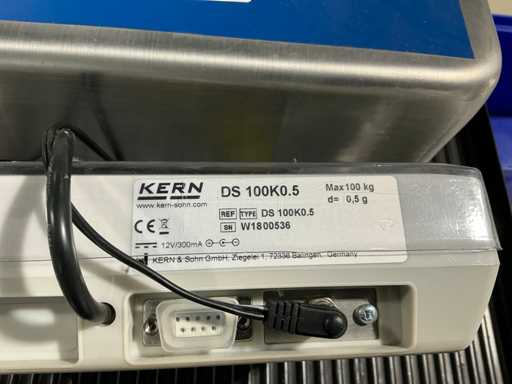 KERN
www.kern-sohn.com
DS 100K0.5
Max 100 kg
d= 0,5 g
REF TYPE DS 100K0.5
SN W1800536
CE
12V/300mA
KERN & Sohn GmbH, Ziegelei 1, 72336 Balingen, Germany